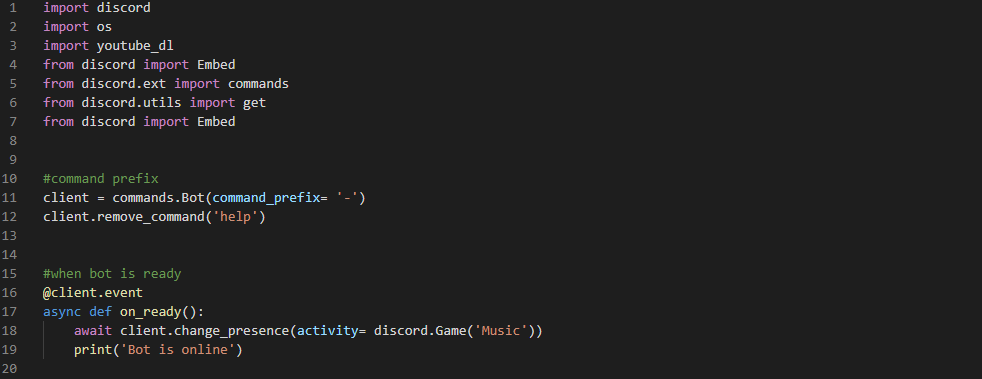 1 import discord
2 import os
3 import youtube_dl
4 from discord import Embed
5 from discord.ext import commands
6 from discord.utils import get
7 from discord import Embed
8
9
10 #command prefix
11 client = commands.Bot(command_prefix= '-')
12 client.remove_command('help')
13
14
15 #when bot is ready
16 @client.event
17 async def on_ready():
18     await client.change_presence(activity= discord.Game('Music'))
19     print('Bot is online')
20